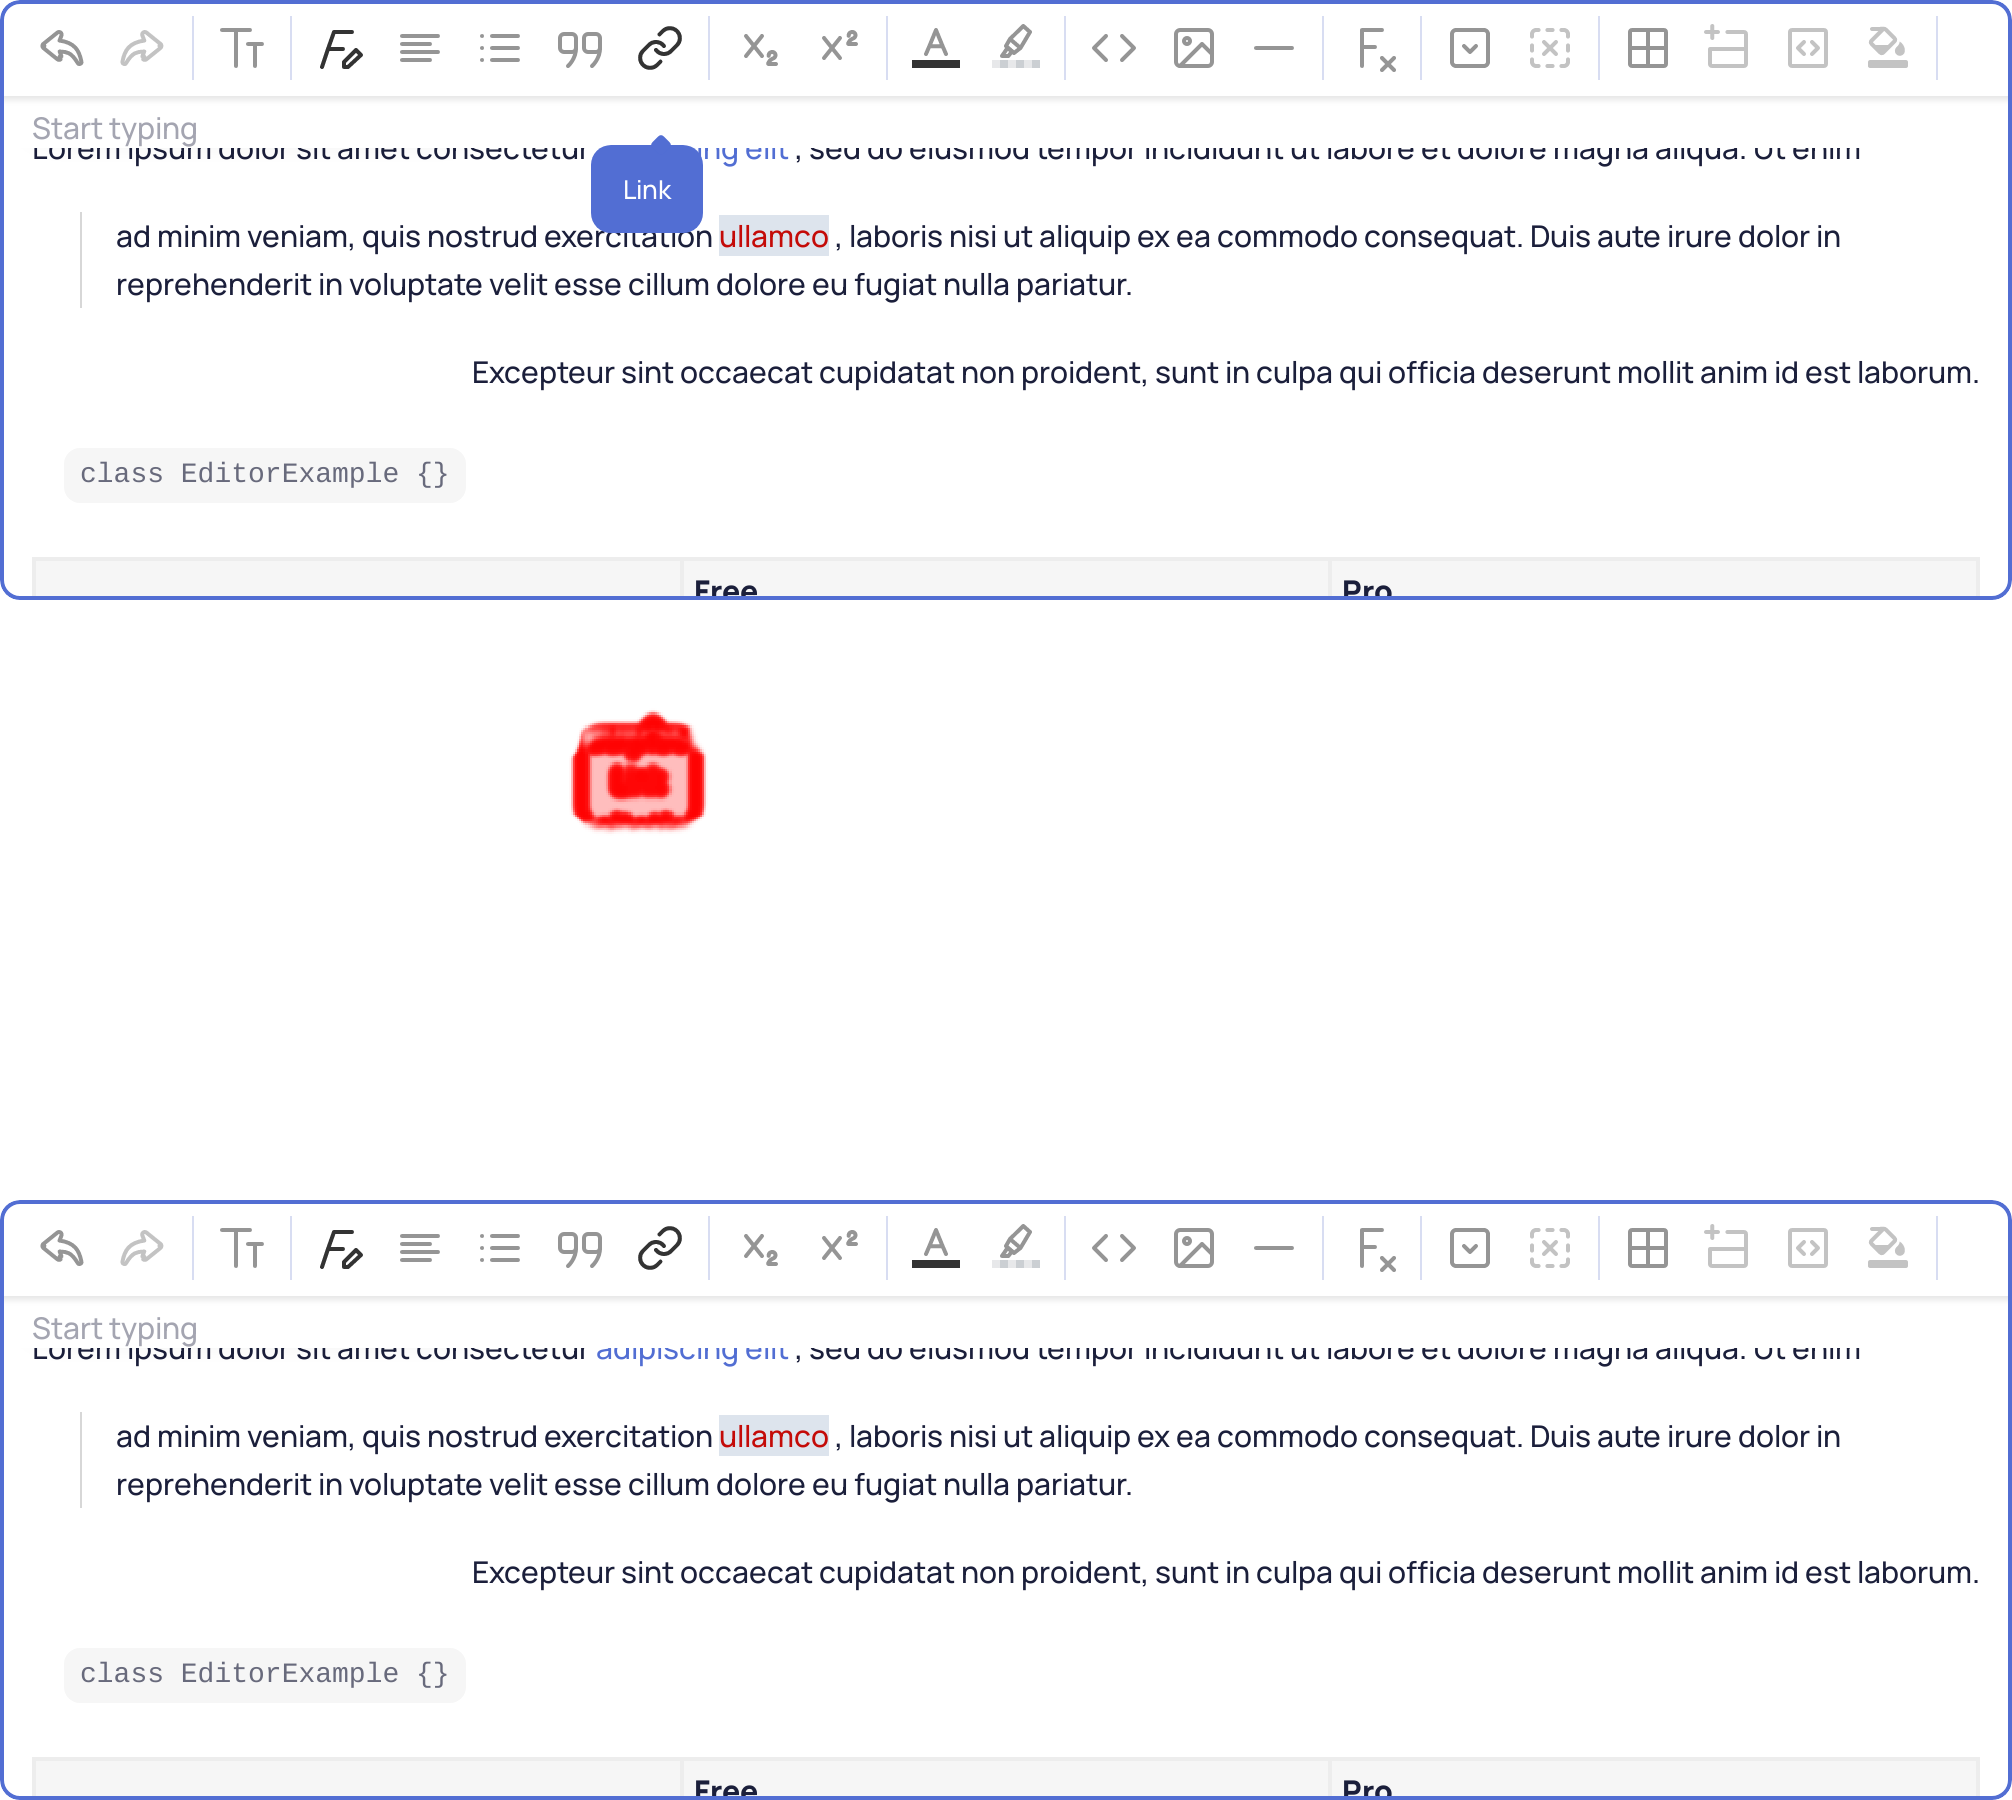 Start typing
Lorem ipsum dolor sit amet consectetur ing elit , sed do eiusmod tempor incididunt ut labore et dolore magna aliqua. Ut enim
Link
ad minim veniam, quis nostrud exercitation ullamco , laboris nisi ut aliquip ex ea commodo consequat. Duis aute irure dolor in
reprehenderit in voluptate velit esse cillum dolore eu fugiat nulla pariatur.
Excepteur sint occaecat cupidatat non proident, sunt in culpa qui officia deserunt mollit anim id est laborum.
class EditorExample {}
Free Pro
Start typing
Lorem ipsum dolor sit amet consectetur adipiscing elit , sed do eiusmod tempor incididunt ut labore et dolore magna aliqua. Ut enim
ad minim veniam, quis nostrud exercitation ullamco , laboris nisi ut aliquip ex ea commodo consequat. Duis aute irure dolor in
reprehenderit in voluptate velit esse cillum dolore eu fugiat nulla pariatur.
Excepteur sint occaecat cupidatat non proident, sunt in culpa qui officia deserunt mollit anim id est laborum.
class EditorExample {}
Free Pro